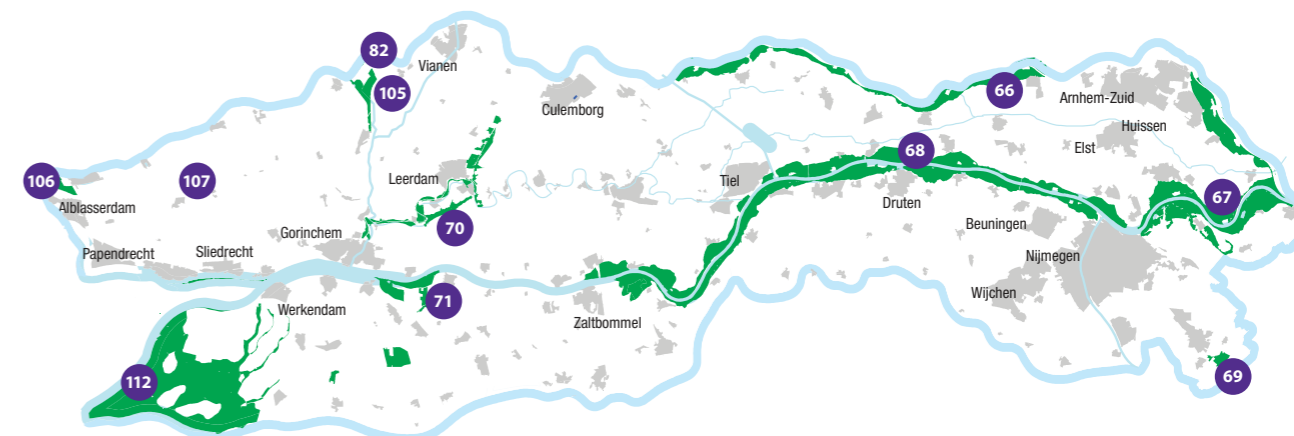 82
Vianen
105
Culemborg
66
Arnhem-Zuid
Huissen
Elst
68
106
107
Leerdam
Tiel
Druten
67
Alblasserdam
70
Beuningen
Gorinchem
Sliedrecht
Papendrecht
Nijmegen
71
Wijchen
Werkendam
Zaltbommel
112
69